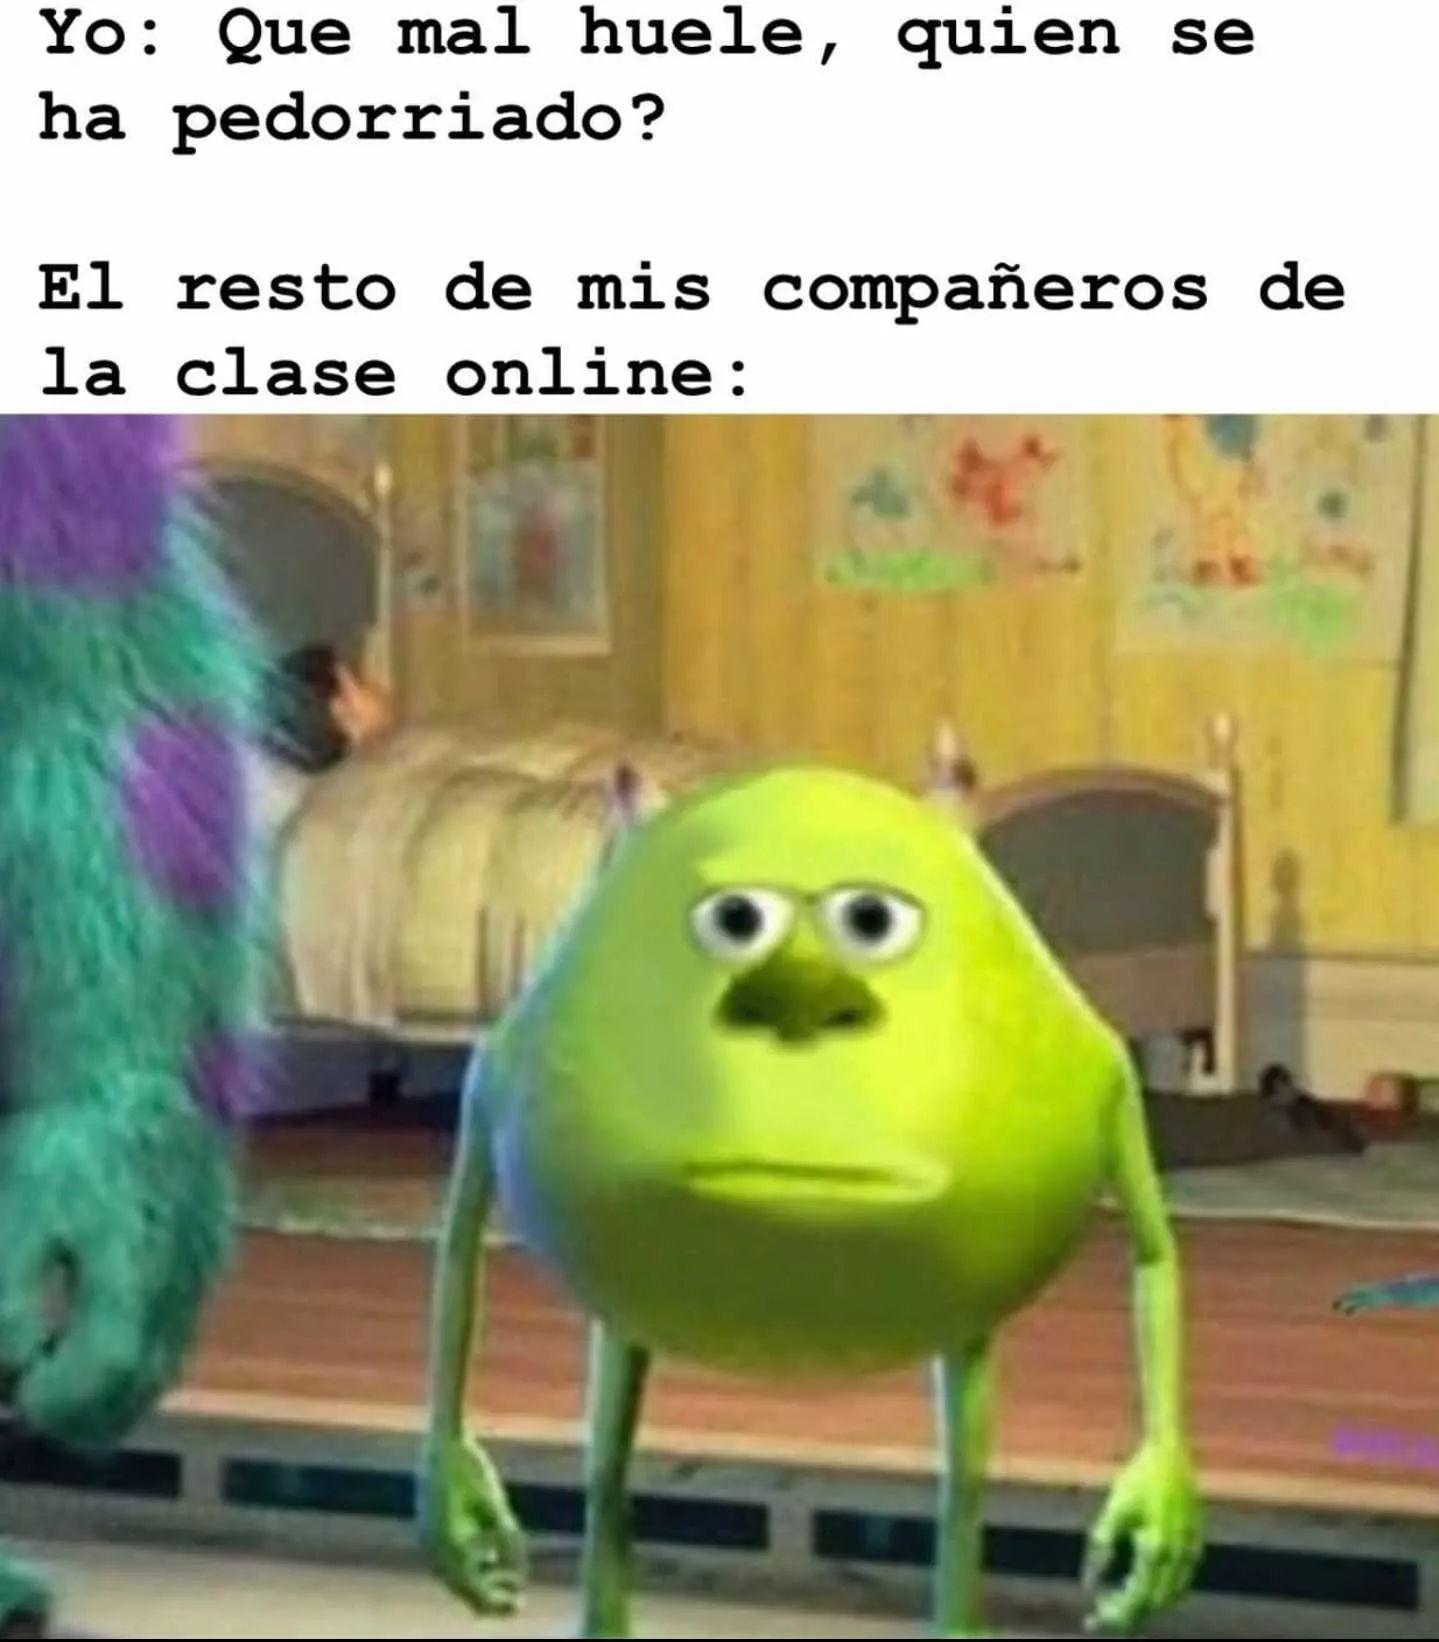 Yo: Que mal huele, quien se
ha pedorriado?
El resto de mis compañeros de
la clase online: